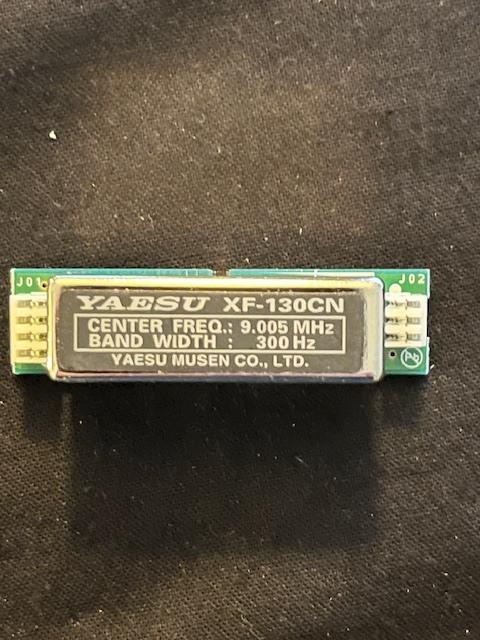 J01
J02
YAESU XF-130CN
CENTER FREQ.: 9.005 MHz
BAND WIDTH : 300 Hz
YAESU MUSEN CO., LTD.
Pb